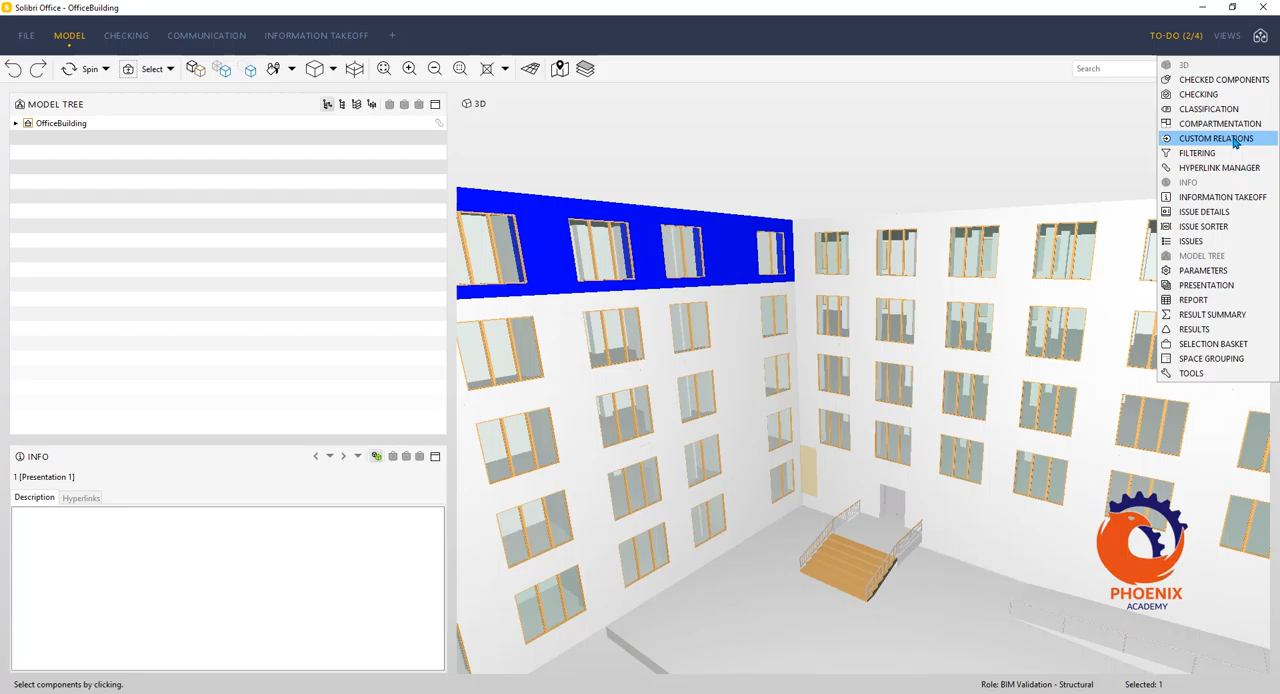 Solibri Office - OfficeBuilding
FILE MODEL CHECKING COMMUNICATION INFORMATION TAKEOFF + TO-DO (2/4) VIEWS
Spin Select Search
MODEL TREE
OfficeBuilding
3D
3D
CHECKED COMPONENTS
CHECKING
CLASSIFICATION
COMPARTMENTATION
CUSTOM RELATIONS
FILTERING
HYPERLINK MANAGER
INFO
INFORMATION TAKEOFF
ISSUE DETAILS
ISSUE SORTER
ISSUES
MODEL TREE
PARAMETERS
PRESENTATION
REPORT
RESULT SUMMARY
RESULTS
SELECTION BASKET
SPACE GROUPING
TOOLS
INFO
1 [Presentation 1]
Description Hyperlinks
PHOENIX
ACADEMY
Select components by clicking. Role: BIM Validation - Structural Selected: 1